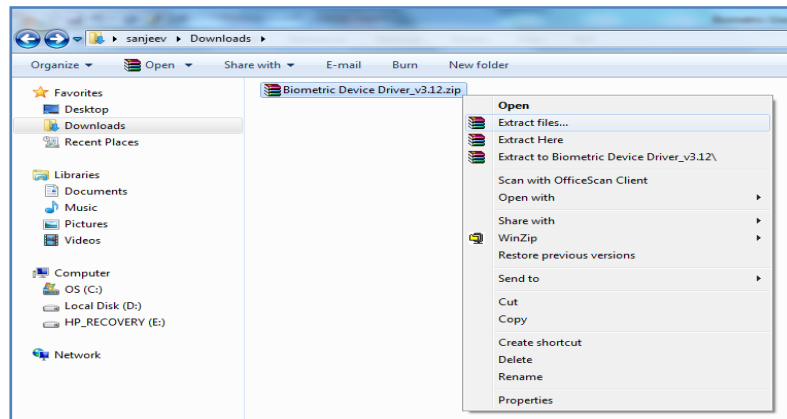 sanjeev ▸ Downloads ▸
Organize Open Share with E-mail Burn New folder
Favorites
Desktop
Downloads
Recent Places
Libraries
Documents
Music
Pictures
Videos
Computer
OS (C:)
Local Disk (D:)
HP_RECOVERY (E:)
Network
Biometric Device Driver_v3.12.zip
Open
Extract files...
Extract Here
Extract to Biometric Device Driver_v3.12\
Scan with OfficeScan Client
Open with
Share with
WinZip
Restore previous versions
Send to
Cut
Copy
Create shortcut
Delete
Rename
Properties